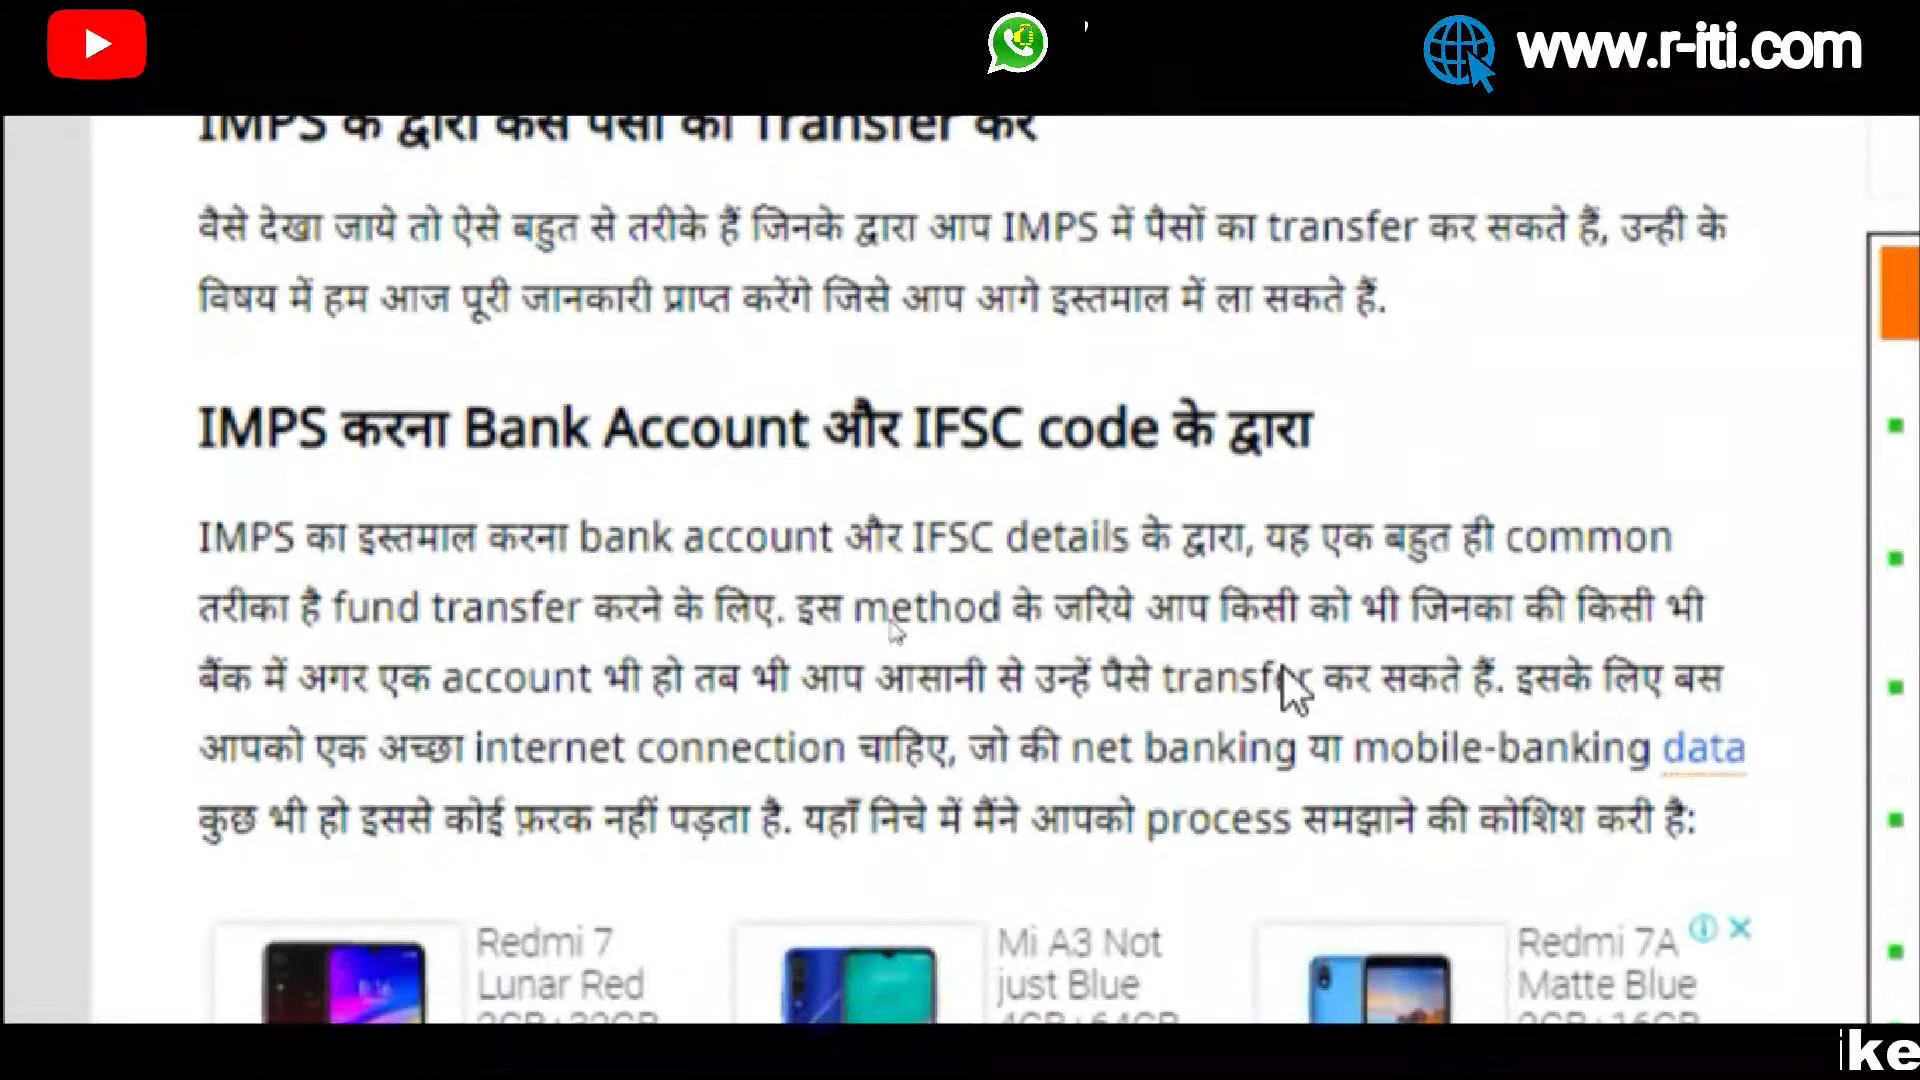 www.r-iti.com
IMPS के द्वारा कैसे पैसों का Transfer करें
वैसे देखा जाये तो ऐसे बहुत से तरीके हैं जिनके द्वारा आप IMPS में पैसों का transfer कर सकते हैं, उन्ही के
विषय में हम आज पूरी जानकारी प्राप्त करेंगे जिसे आप आगे इस्तमाल में ला सकते हैं.
IMPS करना Bank Account और IFSC code के द्वारा
IMPS का इस्तमाल करना bank account और IFSC details के द्वारा, यह एक बहुत ही common
तरीका है fund transfer करने के लिए. इस method के जरिये आप किसी को भी जिनका की किसी भी
बैंक में अगर एक account भी हो तब भी आप आसानी से उन्हें पैसे transfer कर सकते हैं. इसके लिए बस
आपको एक अच्छा internet connection चाहिए, जो की net banking या mobile-banking data
कुछ भी हो इससे कोई फ़रक नहीं पड़ता है. यहाँ निचे में मैंने आपको process समझाने की कोशिश करी है:
Redmi 7
Lunar Red
Mi A3 Not
just Blue
Redmi 7A
Matte Blue
ke